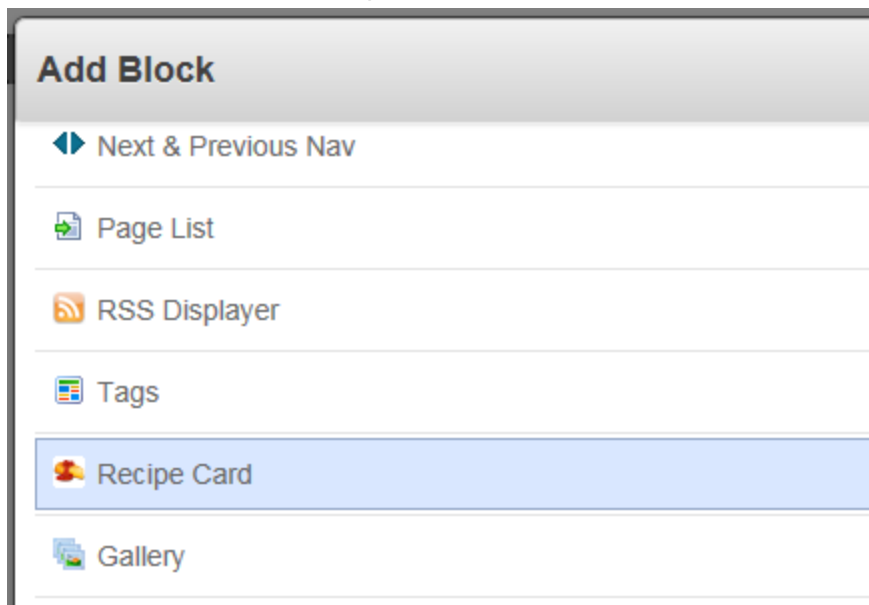 Add Block
Next & Previous Nav
Page List
RSS Displayer
Tags
Recipe Card
Gallery